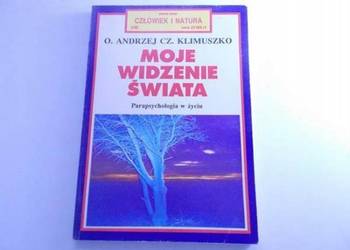 CZŁOWIEK I NATURA
O. ANDRZEJ CZ. KLIMUSZKO
MOJE
WIDZENIE
ŚWIATA
Parapsychologia w życiu